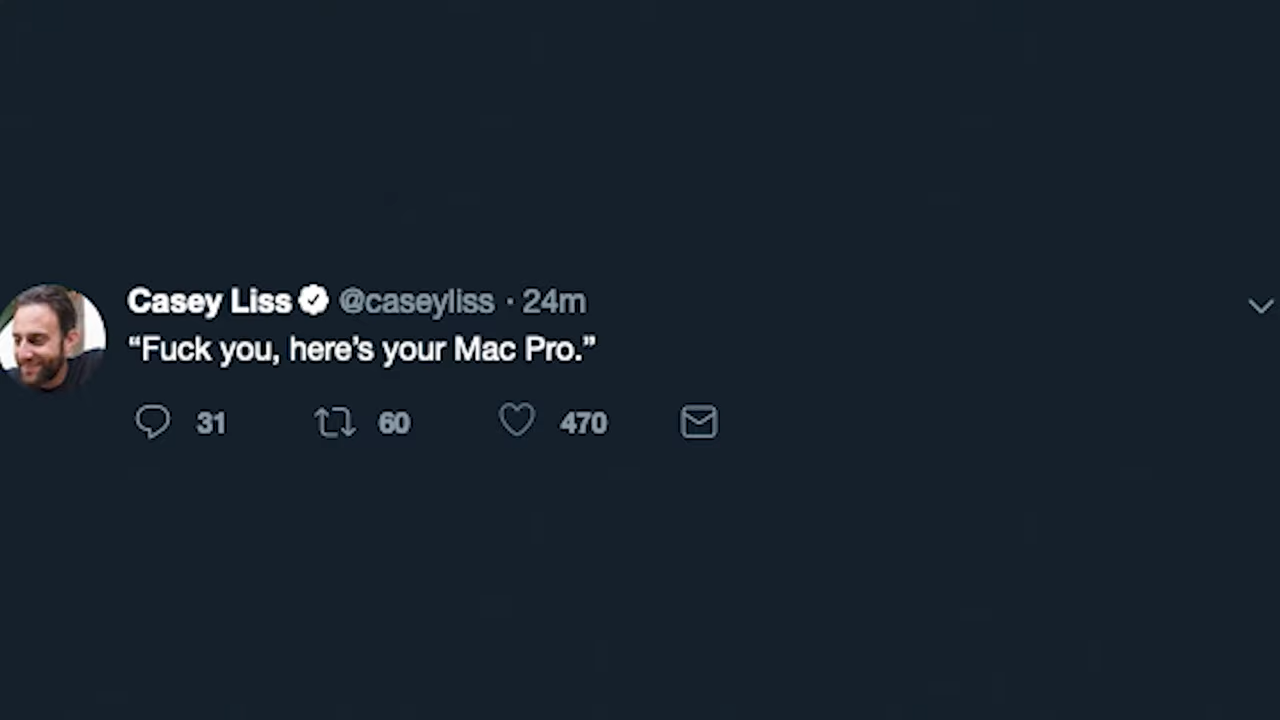 Casey Liss @caseyliss · 24m
“Fuck you, here’s your Mac Pro.”
31 60 470